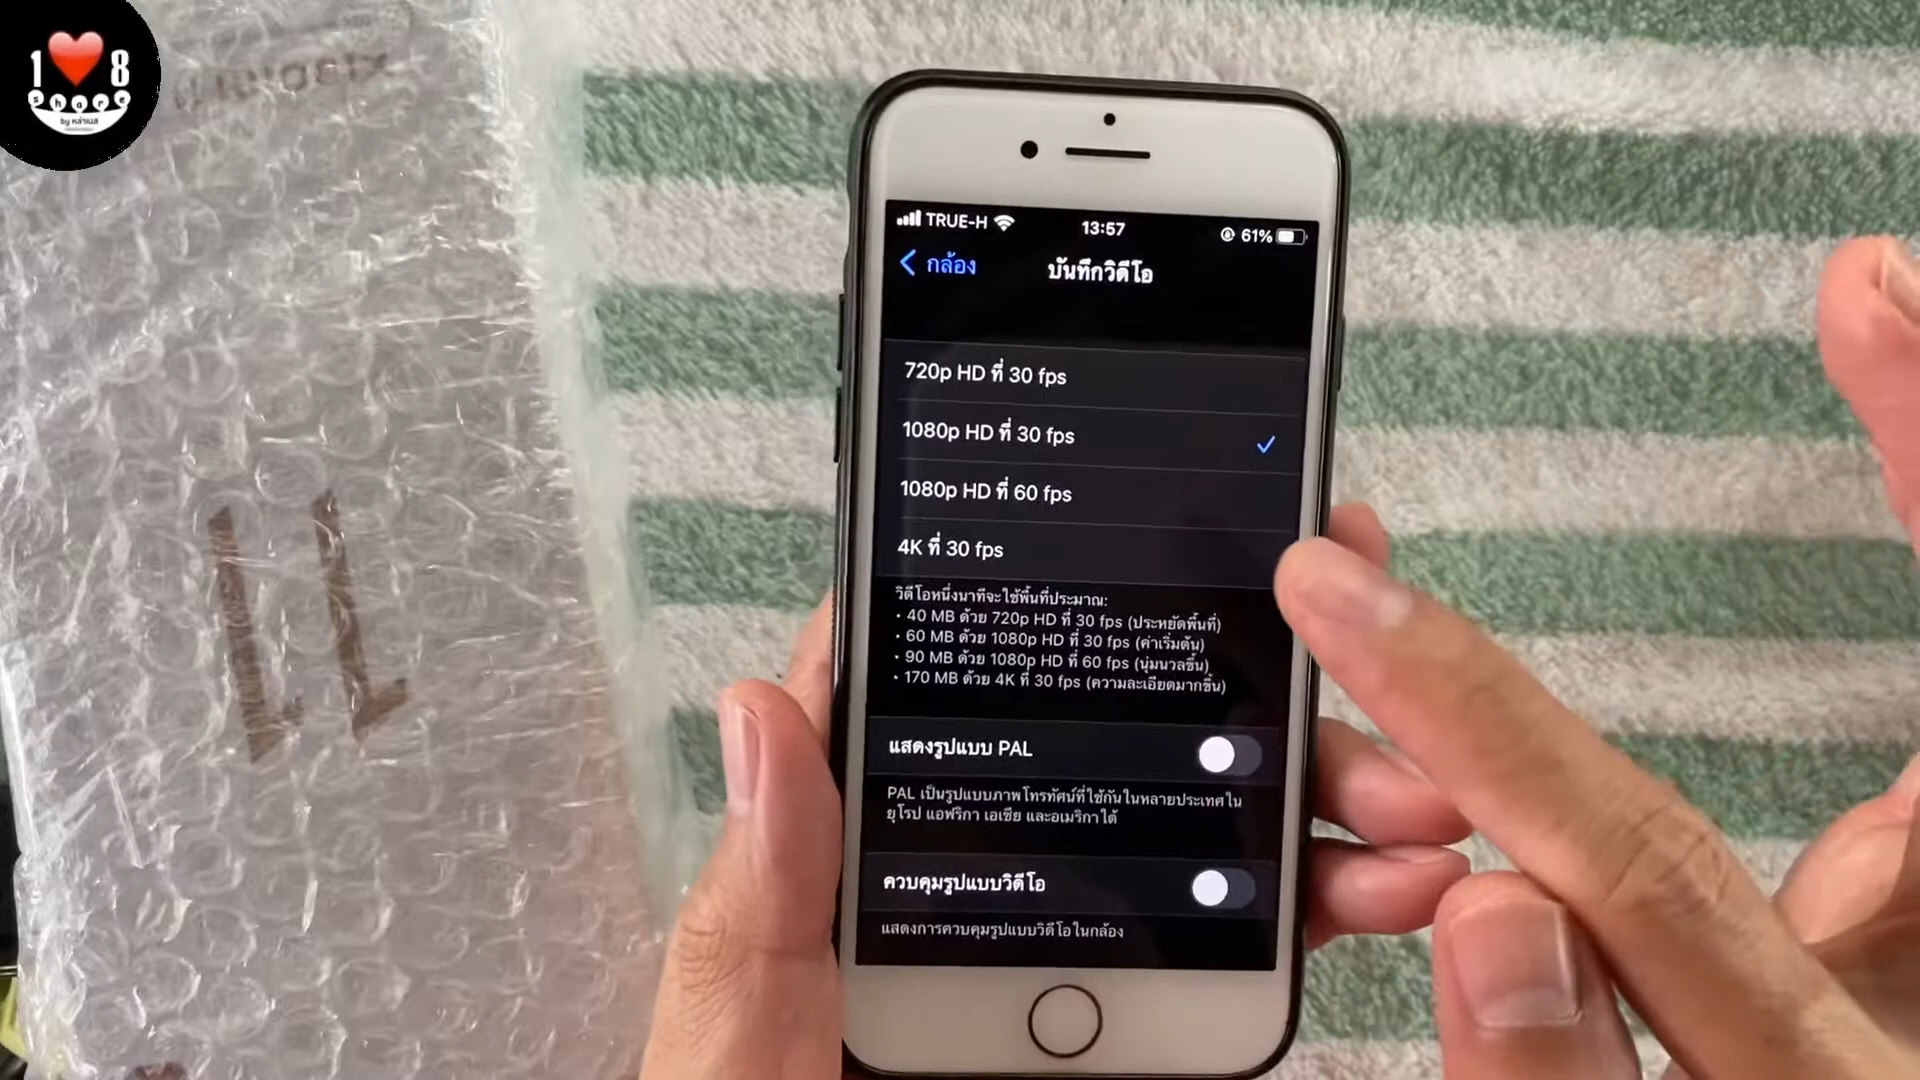 1 8
share
by หล่าเนส
TRUE-H
13:57
61%
กล้อง
บันทึกวิดีโอ
720p HD ที่ 30 fps
1080p HD ที่ 30 fps
1080p HD ที่ 60 fps
4K ที่ 30 fps
วิดีโอหนึ่งนาทีจะใช้พื้นที่ประมาณ:
• 40 MB ด้วย 720p HD ที่ 30 fps (ประหยัดพื้นที่)
• 60 MB ด้วย 1080p HD ที่ 30 fps (ค่าเริ่มต้น)
• 90 MB ด้วย 1080p HD ที่ 60 fps (นุ่มนวลขึ้น)
• 170 MB ด้วย 4K ที่ 30 fps (ความละเอียดมากขึ้น)
แสดงรูปแบบ PAL
PAL เป็นรูปแบบภาพโทรทัศน์ที่ใช้กันในหลายประเทศใน
ยุโรป แอฟริกา เอเชีย และอเมริกาใต้
ควบคุมรูปแบบวิดีโอ
แสดงการควบคุมรูปแบบวิดีโอในกล้อง